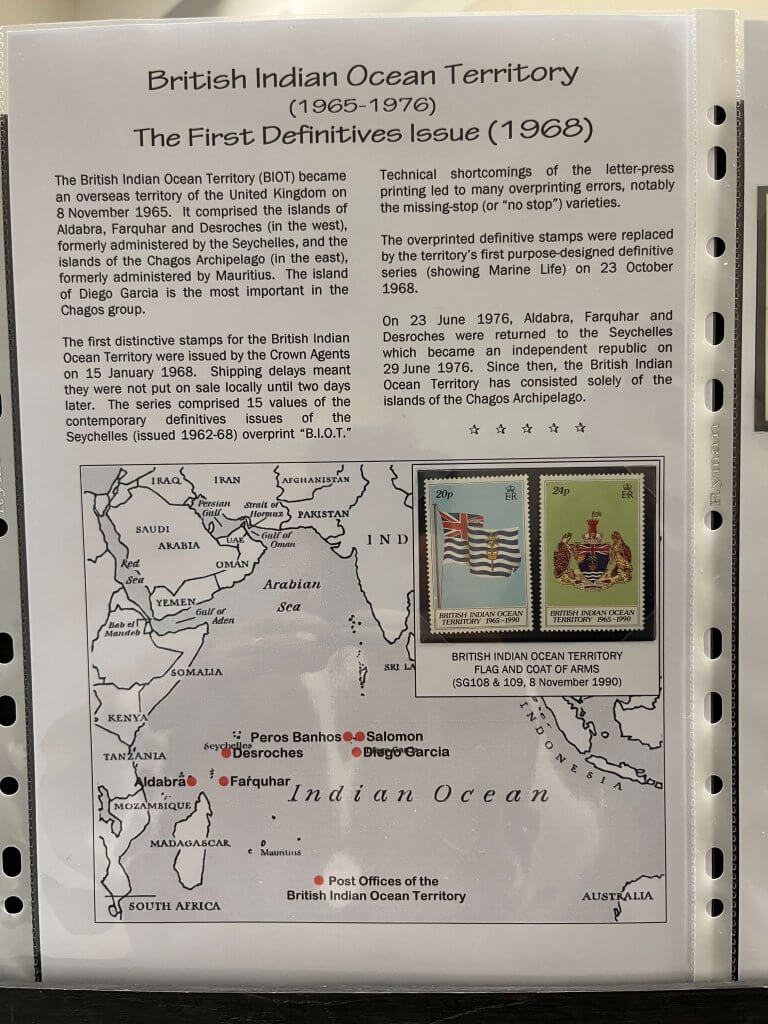 British Indian Ocean Territory
(1965-1976)
The First Definitives Issue (1968)
The British Indian Ocean Territory (BIOT) became
an overseas territory of the United Kingdom on
8 November 1965. It comprised the islands of
Aldabra, Farquhar and Desroches (in the west),
formerly administered by the Seychelles, and the
islands of the Chagos Archipelago (in the east),
formerly administered by Mauritius. The island
of Diego Garcia is the most important in the
Chagos group.
The first distinctive stamps for the British Indian
Ocean Territory were issued by the Crown Agents
on 15 January 1968. Shipping delays meant
they were not put on sale locally until two days
later. The series comprised 15 values of the
contemporary definitives issues of the
Seychelles (issued 1962-68) overprint "B.I.O.T."
Technical shortcomings of the letter-press
printing led to many overprinting errors, notably
the missing-stop (or "no stop") varieties.
The overprinted definitive stamps were replaced
by the territory's first purpose-designed definitive
series (showing Marine Life) on 23 October
1968.
On 23 June 1976, Aldabra, Farquhar and
Desroches were returned to the Seychelles
which became an independent republic on
29 June 1976. Since then, the British Indian
Ocean Territory has consisted solely of the
islands of the Chagos Archipelago.
IRAQ
IRAN
AFGHANISTAN
Persian
Gulf
Strait of
Hormuz
PAKISTAN
SAUDI
ARABIA
UAE
Gulf of
Oman
OMAN
IND
Red
Sea
Arabian
Sea
YEMEN
Gulf of
Aden
Bab el
Mandeb
SOMALIA
SRI LA
KENYA
TANZANIA
Seychelles
Peros Banhos
Salomon
Desroches
Diego Garcia
Aldabra
Farquhar
INDONESIA
MOZAMBIQUE
Indian Ocean
MADAGASCAR
Mauritius
Post Offices of the
British Indian Ocean Territory
SOUTH AFRICA
AUSTRALIA
20p
E R
BRITISH INDIAN OCEAN
TERRITORY 1965-1990
24p
E R
BRITISH INDIAN OCEAN
TERRITORY 1965-1990
BRITISH INDIAN OCEAN TERRITORY
FLAG AND COAT OF ARMS
(SG108 & 109, 8 November 1990)
Ryman